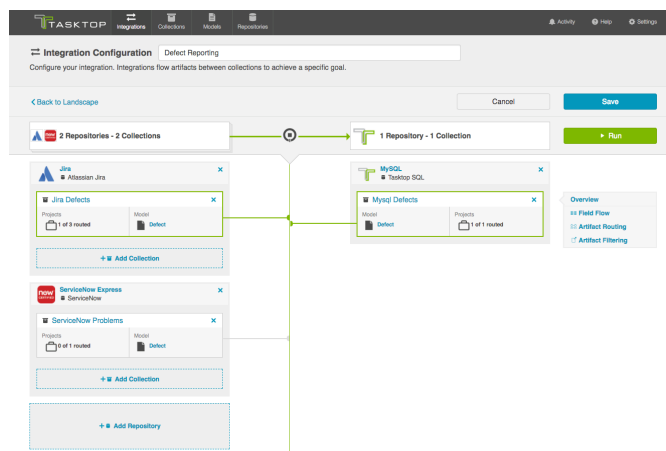 TASKTOP
Integrations
Collections
Models
Repositories
Activity
Help
Settings
Integration Configuration
Defect Reporting
Configure your integration. Integrations flow artifacts between collections to achieve a specific goal.
Back to Landscape
Cancel
Save
2 Repositories - 2 Collections
1 Repository - 1 Collection
Run
Jira
Atlassian Jira
Jira Defects
Projects
1 of 3 routed
Model
Defect
+ Add Collection
MySQL
Tasktop SQL
Mysql Defects
Model
Defect
Projects
1 of 1 routed
Overview
Field Flow
Artifact Routing
Artifact Filtering
now
ServiceNow Express
ServiceNow
ServiceNow Problems
Projects
0 of 1 routed
Model
Defect
+ Add Collection
+ Add Repository